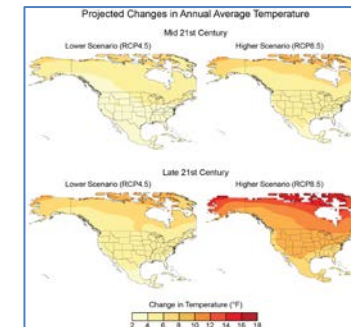 Projected Changes in Annual Average Temperature
Mid 21st Century
Lower Scenario (RCP4.5)
Higher Scenario (RCP8.5)
Late 21st Century
Lower Scenario (RCP4.5)
Higher Scenario (RCP8.5)
Change in Temperature (°F)
2 4 6 8 10 12 14 16 18